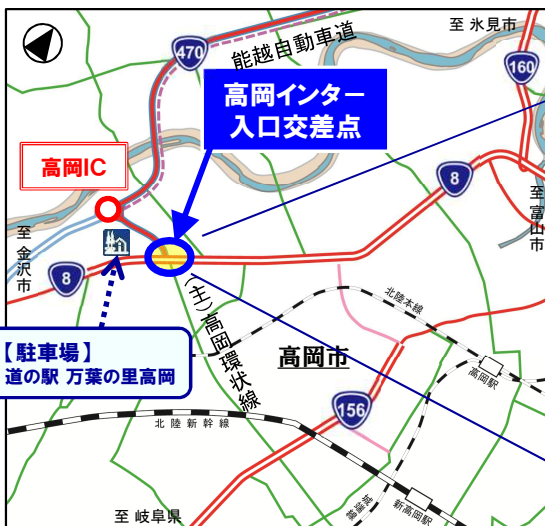 至 氷見市
470
能越自動車道
160
高岡インター
入口交差点
高岡IC
8
至 富山市
至 金沢市
8
(主)高岡環状線
北陸本線
【駐車場】
道の駅 万葉の里高岡
高岡市
高岡駅
156
北陸新幹線
城端線
新高岡駅
至 岐阜県